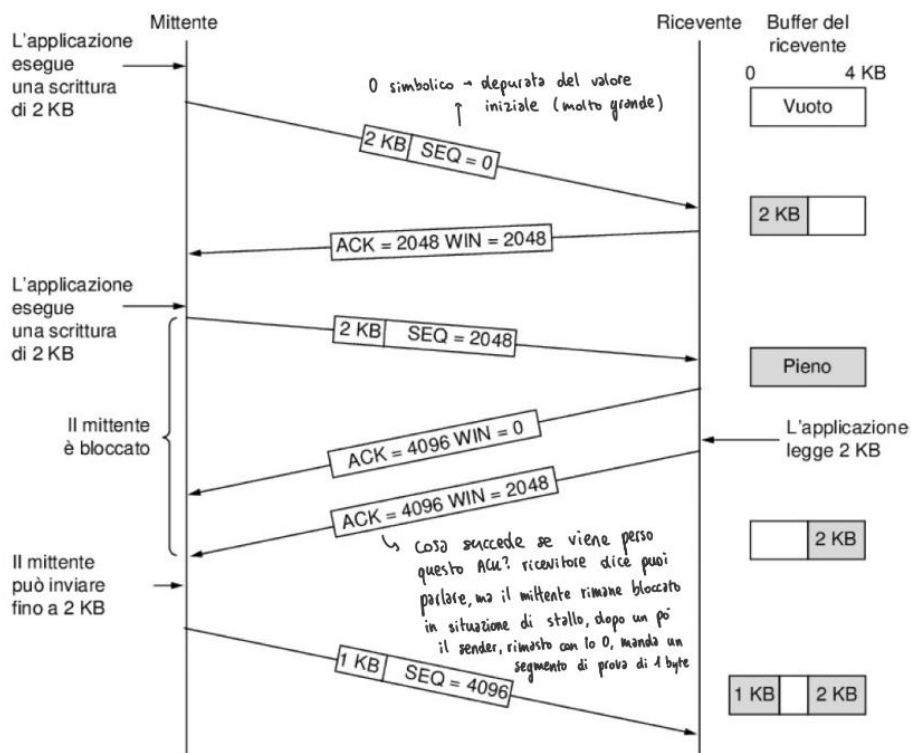 Mittente
Ricevente
Buffer del
ricevente
0 4 KB
L'applicazione
esegue
una scrittura
di 2 KB
0 simbolico → depurata del valore
iniziale (molto grande)
Vuoto
2 KB SEQ = 0
2 KB
ACK = 2048 WIN = 2048
L'applicazione
esegue
una scrittura
di 2 KB
2 KB SEQ = 2048
Pieno
Il mittente
è bloccato
ACK = 4096 WIN = 0
L'applicazione
legge 2 KB
ACK = 4096 WIN = 2048
2 KB
cosa succede se viene perso
questo ACK? ricevitore dice puoi
parlare, ma il mittente rimane bloccato
in situazione di stallo, dopo un pò
il sender, rimasto con lo 0, manda un
segmento di prova di 1 byte
Il mittente
può inviare
fino a 2 KB
1 KB SEQ = 4096
1 KB 2 KB